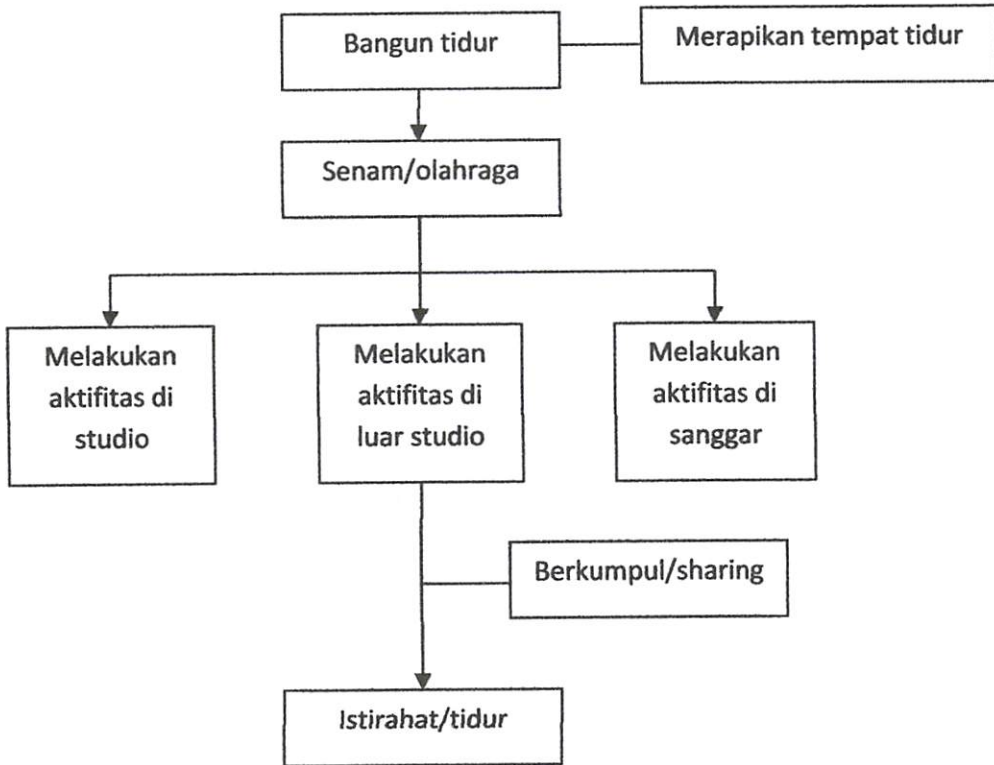 Bangun tidur
Merapikan tempat tidur
Senam/olahraga
Melakukan
aktifitas di
studio
Melakukan
aktifitas di
luar studio
Melakukan
aktifitas di
sanggar
Berkumpul/sharing
Istirahat/tidur